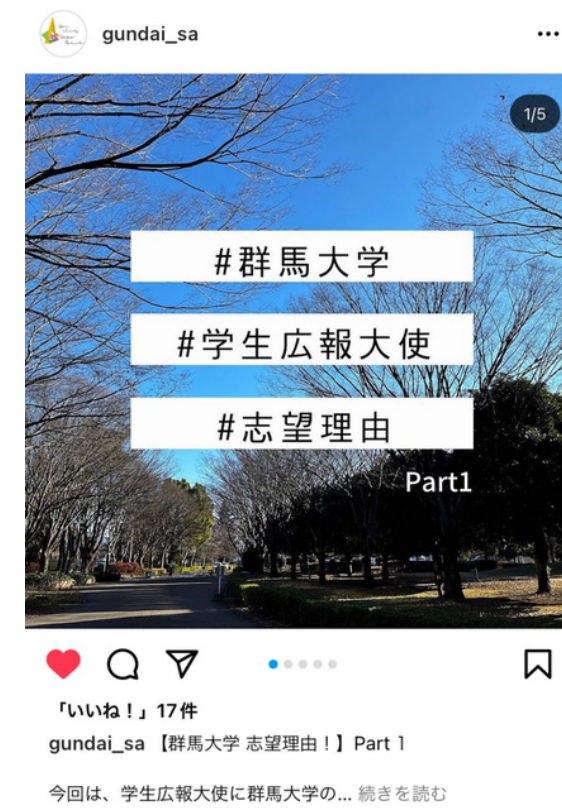 gundai_sa
1/5
#群馬大学
#学生広報大使
#志望理由
Part1
「いいね！」17件
gundai_sa 【群馬大学 志望理由！】Part 1
今回は、学生広報大使に群馬大学の... 続きを読む